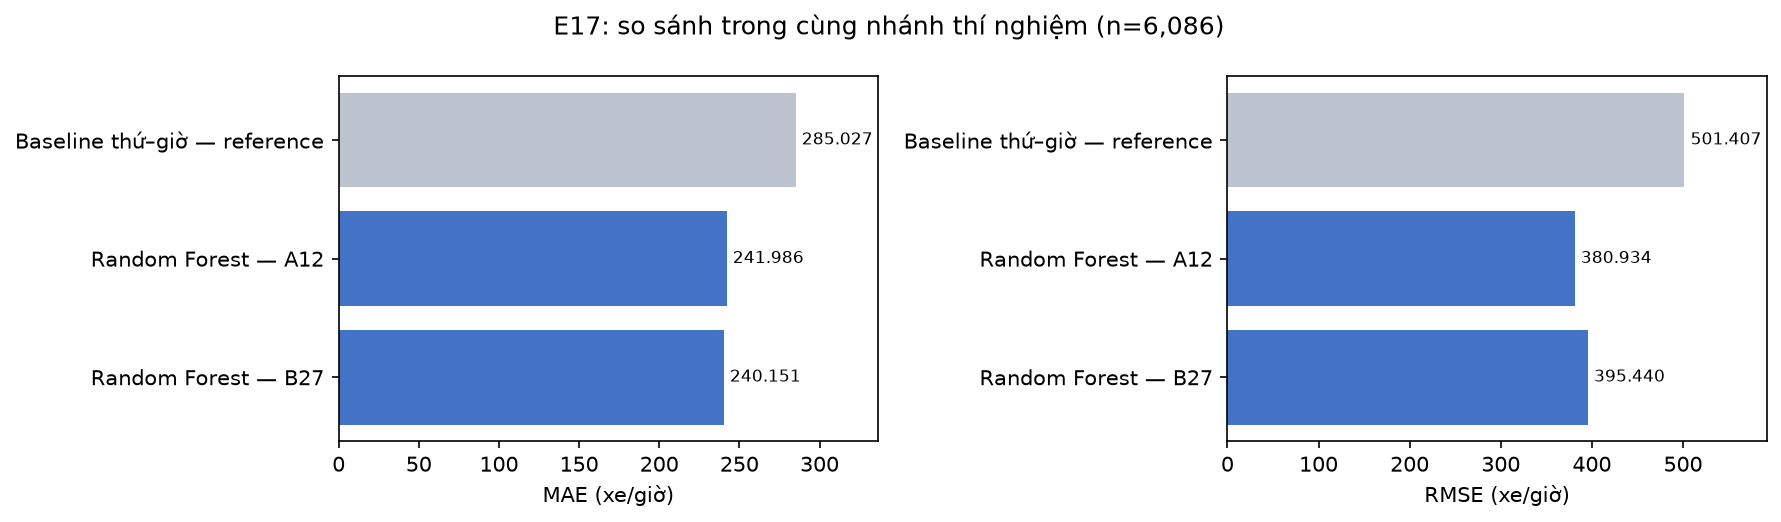 E17: so sánh trong cùng nhánh thí nghiệm (n=6,086)
Baseline thứ–giờ — reference
285.027
Random Forest — A12
241.986
Random Forest — B27
240.151
0 50 100 150 200 250 300
MAE (xe/giờ)
Baseline thứ–giờ — reference
501.407
Random Forest — A12
380.934
Random Forest — B27
395.440
0 100 200 300 400 500
RMSE (xe/giờ)